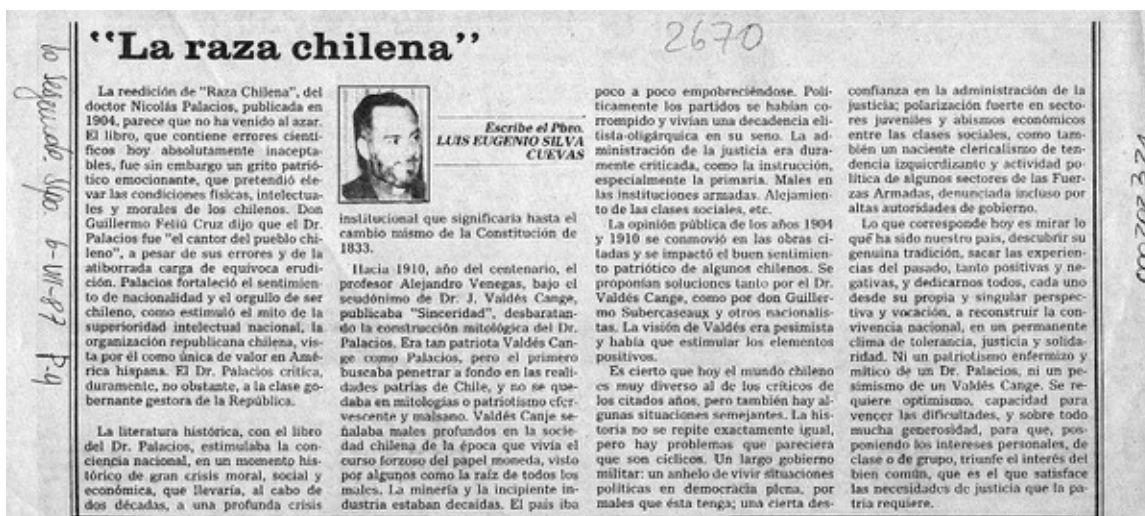 "La raza chilena"
2670
La reedición de "Raza Chilena", del
doctor Nicolás Palacios, publicada en
1904, parece que no ha venido al azar.
El libro, que contiene errores cientí-
ficos hoy absolutamente inacepta-
bles, fue sin embargo un grito patrió-
tico emocionante, que pretendió ele-
var las condiciones físicas, intelectua-
les y morales de los chilenos. Don
Guillermo Feliú Cruz dijo que el Dr.
Palacios fue "el cantor del pueblo chi-
leno", a pesar de sus errores y de la
atiborrada carga de equívoca erudi-
ción. Palacios fortaleció el sentimien-
to de nacionalidad y el orgullo de ser
chileno, como estimuló el mito de la
superioridad intelectual nacional, la
organización republicana chilena, vis-
ta por él como única de valor en Amé-
rica hispana. El Dr. Palacios critica,
duramente, no obstante, a la clase go-
bernante gestora de la República.
La literatura histórica, con el libro
del Dr. Palacios, estimulaba la con-
ciencia nacional, en un momento his-
tórico de gran crisis moral, social y
económica, que llevaría, al cabo de
dos décadas, a una profunda crisis
Escribe el Pbro.
LUIS EUGENIO SILVA
CUEVAS
institucional que significaría hasta el
cambio mismo de la Constitución de
1833.
Hacia 1910, año del centenario, el
profesor Alejandro Venegas, bajo el
seudónimo de Dr. J. Valdés Cange,
publicaba "Sinceridad", desbaratan-
do la construcción mitológica del Dr.
Palacios. Era tan patriota Valdés Can-
ge como Palacios, pero el primero
buscaba penetrar a fondo en las reali-
dades patrias de Chile, y no se que-
daba en mitologías o patriotismo efer-
vescente y malsano. Valdés Canje se-
ñalaba males profundos en la socie-
dad chilena de la época que vivía el
curso forzoso del papel moneda, visto
por algunos como la raíz de todos los
males. La minería y la incipiente in-
dustria estaban decaídas. El país iba
poco a poco empobreciéndose. Polí-
ticamente los partidos se habían co-
rrompido y vivían una decadencia eli-
tista-oligárquica en su seno. La ad-
ministración de la justicia era dura-
mente criticada, como la instrucción,
especialmente la primaria. Males en
las instituciones armadas. Alejamien-
to de las clases sociales, etc.
La opinión pública de los años 1904
y 1910 se conmovió en las obras ci-
tadas y se impactó el buen sentimien-
to patriótico de algunos chilenos. Se
proponían soluciones tanto por el Dr.
Valdés Cange, como por don Guiller-
mo Subercaseaux y otros nacionalis-
tas. La visión de Valdés era pesimista
y había que estimular los elementos
positivos.
Es cierto que hoy el mundo chileno
es muy diverso al de los críticos de
los citados años, pero también hay al-
gunas situaciones semejantes. La his-
toria no se repite exactamente igual,
pero hay problemas que pareciera
que son cíclicos. Un largo gobierno
militar: un anhelo de vivir situaciones
políticas en democracia plena, por
males que ésta tenga; una cierta des-
confianza en la administración de la
justicia; polarización fuerte en secto-
res juveniles y abismos económicos
entre las clases sociales, como tam-
bién un naciente clericalismo de ten-
dencia izquierdizante y actividad po-
lítica de algunos sectores de las Fuer-
zas Armadas, denunciada incluso por
altas autoridades de gobierno.
Lo que corresponde hoy es mirar lo
qué ha sido nuestro país, descubrir su
genuina tradición, sacar las experien-
cias del pasado, tanto positivas y ne-
gativas, y dedicarnos todos, cada uno
desde su propia y singular perspec-
tiva y vocación, a reconstruir la con-
vivencia nacional, en un permanente
clima de tolerancia, justicia y solida-
ridad. Ni un patriotismo enfermizo y
mítico de un Dr. Palacios, ni un pe-
simismo de un Valdés Cange. Se re-
quiere optimismo, capacidad para
vencer las dificultades, y sobre todo
mucha generosidad, para que, pos-
poniendo los intereses personales, de
clase o de grupo, triunfe el interés del
bien común, que es el que satisface
las necesidades de justicia que la pa-
tria requiere.
la segunda, stgo. 6-VI-87 p-9